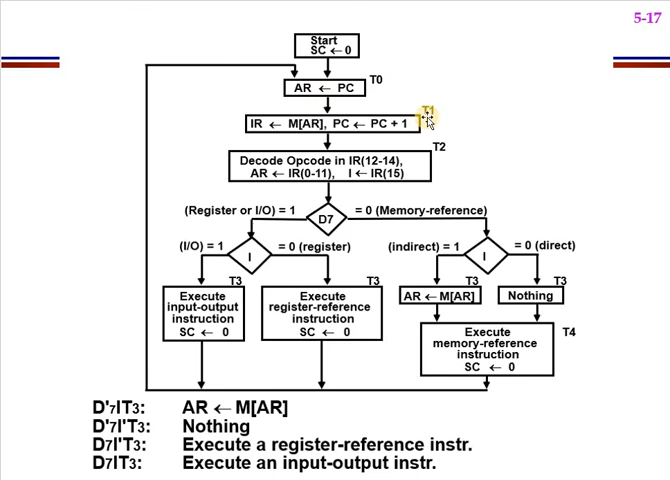 5-17
Start
SC ← 0
AR ← PC
T0
T1
IR ← M[AR], PC ← PC + 1
T2
Decode Opcode in IR(12-14),
AR ← IR(0-11), I ← IR(15)
(Register or I/O) = 1
D7
= 0 (Memory-reference)
(I/O) = 1
I
= 0 (register)
(indirect) = 1
I
= 0 (direct)
T3
T3
T3
T3
Execute
input-output
instruction
SC ← 0
Execute
register-reference
instruction
SC ← 0
AR ← M[AR]
Nothing
Execute
memory-reference
instruction
SC ← 0
T4
D'7IT3: AR ← M[AR]
D'7I'T3: Nothing
D7I'T3: Execute a register-reference instr.
D7IT3: Execute an input-output instr.